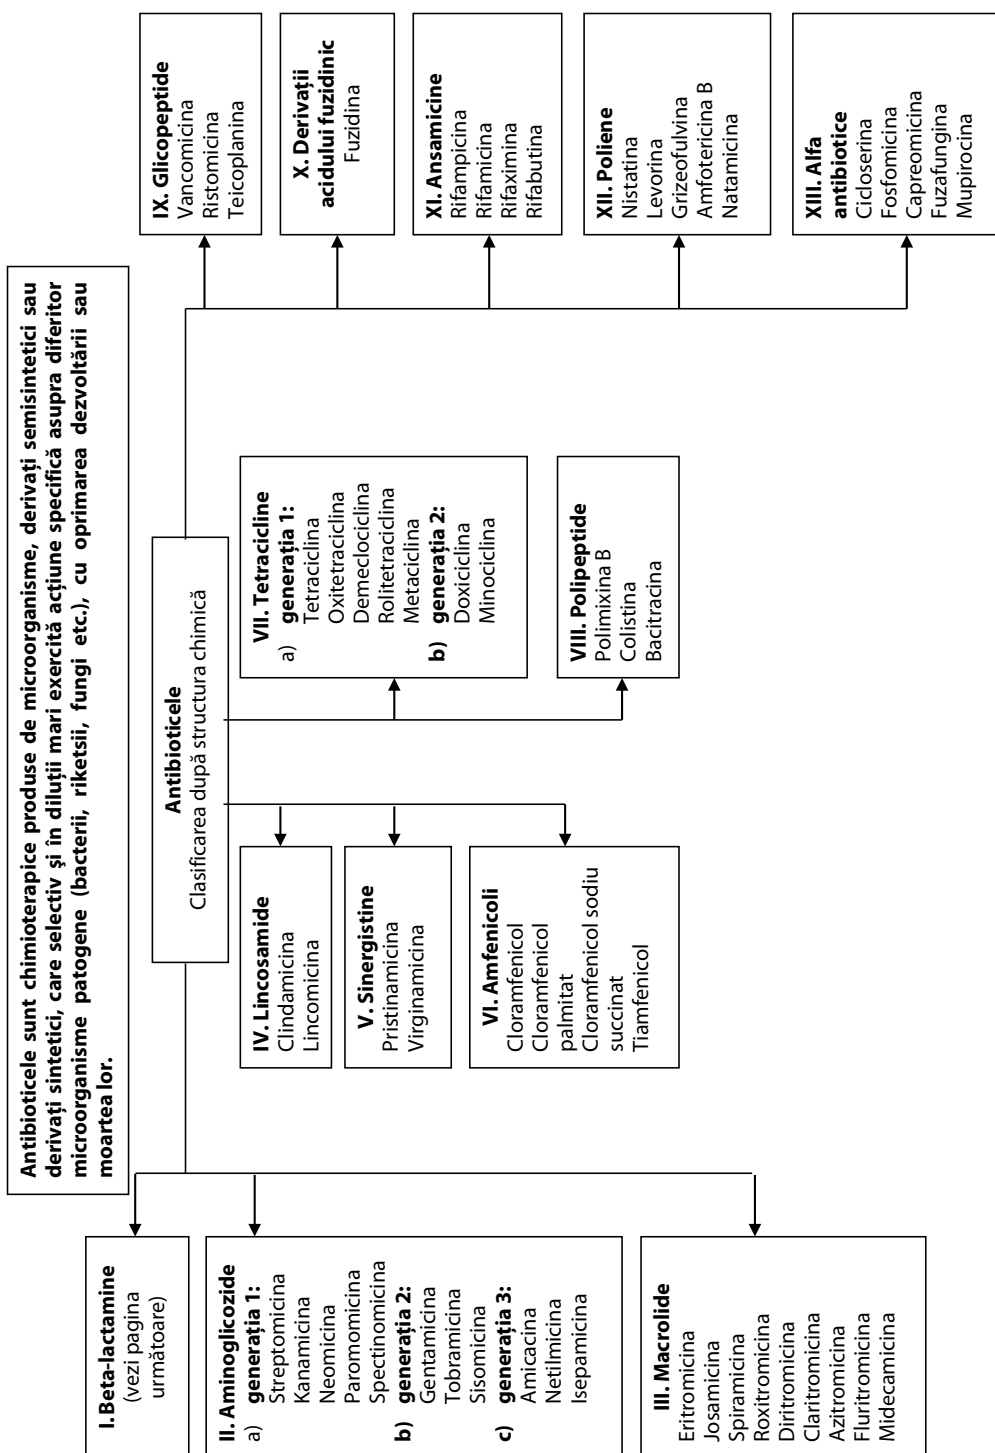 Antibioticele sunt chimioterapice produse de microorganisme, derivați semisintetici sau
derivați sintetici, care selectiv şi în diluții mari exercită acțiune specifică asupra diferitor
microorganisme patogene (bacterii, riketsii, fungi etc.), cu oprimarea dezvoltării sau
moartea lor.
Antibioticele
Clasificarea după structura chimică
I.Beta-lactamine
(vezi pagina
următoare)
II. Aminoglicozide
a) generația 1:
Streptomicina
Kanamicina
Neomicina
Paromomicina
Spectinomicina
b) generația 2:
Gentamicina
Tobramicina
Sisomicina
c) generația 3:
Amicacina
Netilmicina
Isepamicina
III. Macrolide
Eritromicina
Josamicina
Spiramicina
Roxitromicina
Diritromicina
Claritromicina
Azitromicina
Fluritromicina
Midecamicina
IV. Lincosamide
Clindamicina
Lincomicina
V. Sinergistine
Pristinamicina
Virginamicina
VI. Amfenicoli
Cloramfenicol
Cloramfenicol
palmitat
Cloramfenicol sodiu
succinat
Tiamfenicol
VII. Tetracicline
a) generația 1:
Tetraciclina
Oxitetraciclina
Demeclociclina
Rolitetraciclina
Metaciclina
b) generația 2:
Doxiciclina
Minociclina
VIII. Polipeptide
Polimixina B
Colistina
Bacitracina
IX. Glicopeptide
Vancomicina
Ristomicina
Teicoplanina
X. Derivații
acidului fuzidinic
Fuzidina
XI. Ansamicine
Rifampicina
Rifamicina
Rifaximina
Rifabutina
XII. Poliene
Nistatina
Levorina
Grizeofulvina
Amfotericina B
Natamicina
XIII. Alfa
antibiotice
Cicloserina
Fosfomicina
Capreomicina
Fuzafungina
Mupirocina